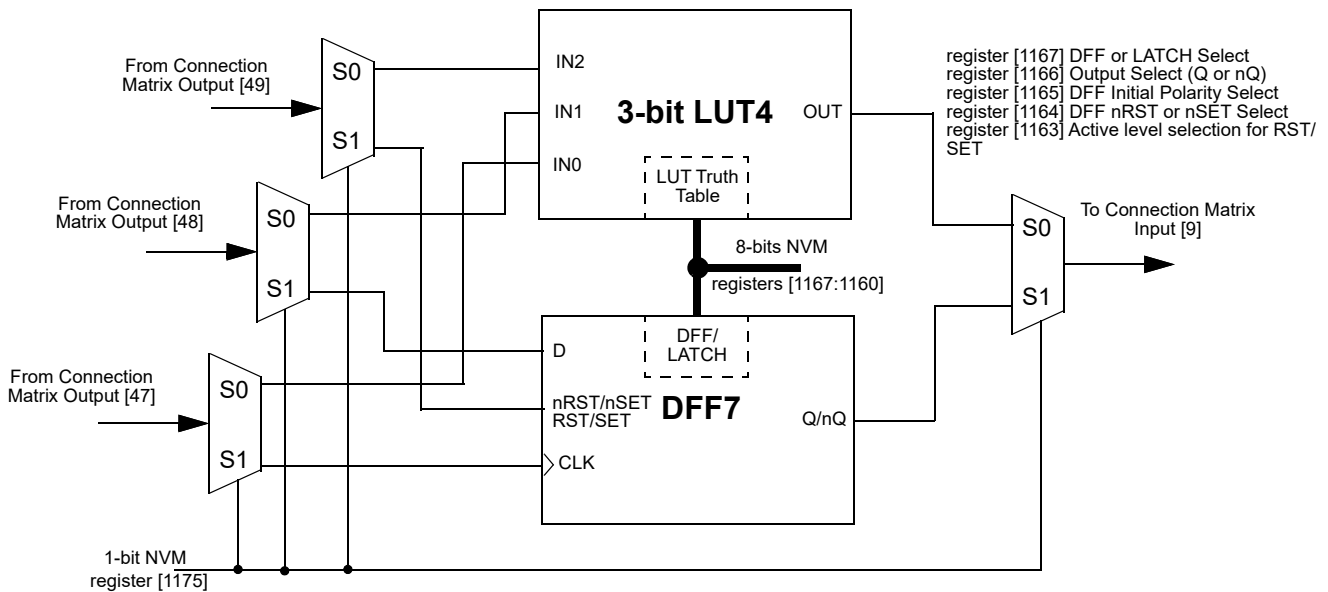 From Connection
Matrix Output [49]
S0
S1
IN2
IN1
IN0
3-bit LUT4
OUT
LUT Truth
Table
register [1167] DFF or LATCH Select
register [1166] Output Select (Q or nQ)
register [1165] DFF Initial Polarity Select
register [1164] DFF nRST or nSET Select
register [1163] Active level selection for RST/
SET
From Connection
Matrix Output [48]
S0
S1
8-bits NVM
registers [1167:1160]
S0
S1
To Connection Matrix
Input [9]
From Connection
Matrix Output [47]
S0
S1
DFF/
LATCH
D
nRST/nSET
RST/SET
DFF7
Q/nQ
CLK
1-bit NVM
register [1175]